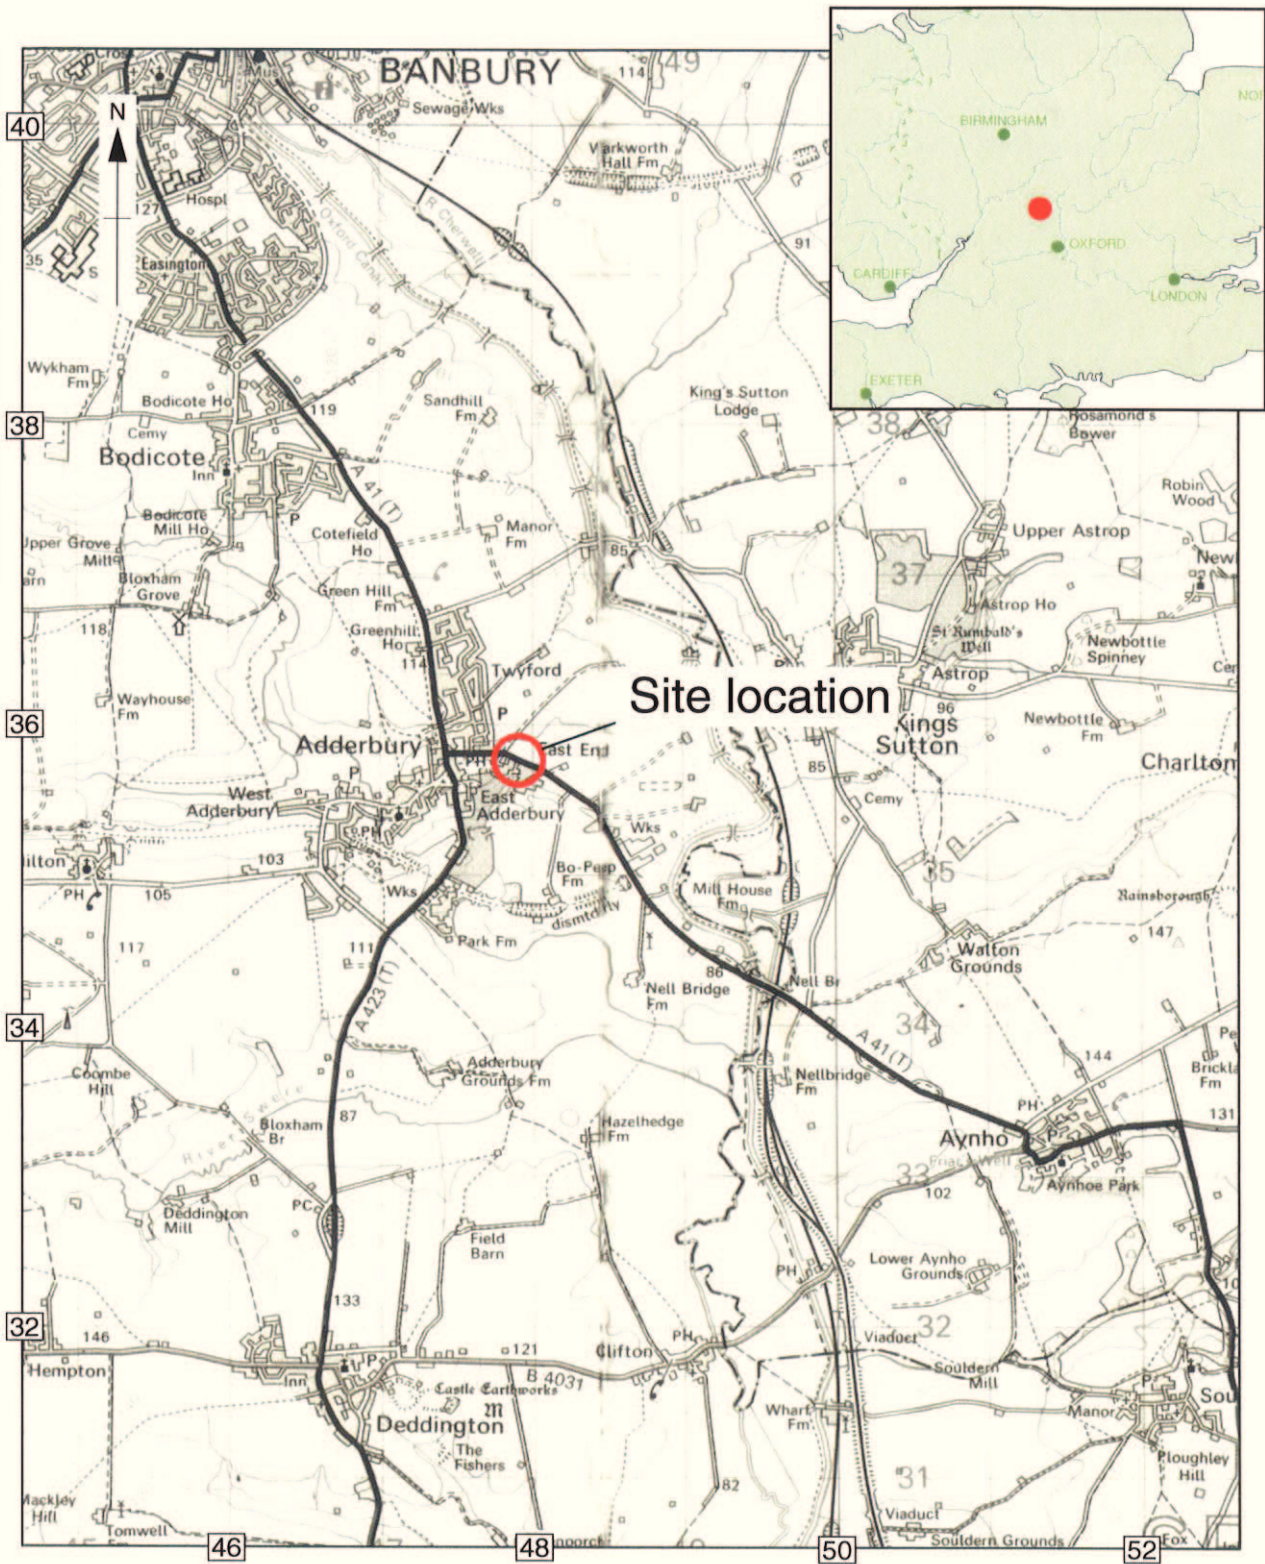 BANBURY
114
49
Mus
Sewage Wks
40
N
Warkworth
Hall Fm
BIRMINGHAM
OXFORD
CARDIFF
LONDON
EXETER
Hospl
127
R Cherwell
Oxford Canal
91
35
S
Easington
Wykham
Fm
Bodicote Ho
119
Sandhill
Fm
King's Sutton
Lodge
38
38
Rosamond's
Bower
Cemy
Bodicote
Inn
A 41 (T)
Robin
Wood
Bodicote
Mill Ho
P
Cotefield
Ho
Manor
Fm
85
Upper Astrop
Upper Grove
Mill
Bloxham
Grove
Green Hill
Fm
37
Astrop Ho
118
Greenhill
Ho
114
St Rumbald's
Well
Newbottle
Spinney
Twyford
Site location
Astrop
Wayhouse
Fm
P
96
36
Kings
Sutton
Newbottle
Fm
Adderbury
PH
East End
85
Charlton
P
West
Adderbury
East
Adderbury
Cemy
PH
Wks
103
35
PH
105
Wks
Bo-Peep
Fm
Mill House
Fm
Rainsborough
dismtd rly
117
111
Park Fm
147
Walton
Grounds
86
Nell Bridge
Fm
Nell Br
A 423 (T)
34
34
A 41 (T)
Coombe
Hill
Adderbury
Grounds Fm
144
Nellbridge
Fm
PH
87
River Swere
Bloxham
Br
Hazelhedge
Fm
131
Aynho
P
33
Friar's Well
102
Aynhoe Park
PC
Deddington
Mill
Field
Barn
Lower Aynho
Grounds
PH
133
32
146
Viaduct
32
PH
121
Clifton
Hempton
P
B 4031
Souldern
Mill
Inn
Castle Earthworks
P
Deddington
Wharf
Fm
Manor
The
Fishers
Ploughley
Hill
31
82
Tomwell
Viaduct
Souldern Grounds
Fox
46
48
50
52